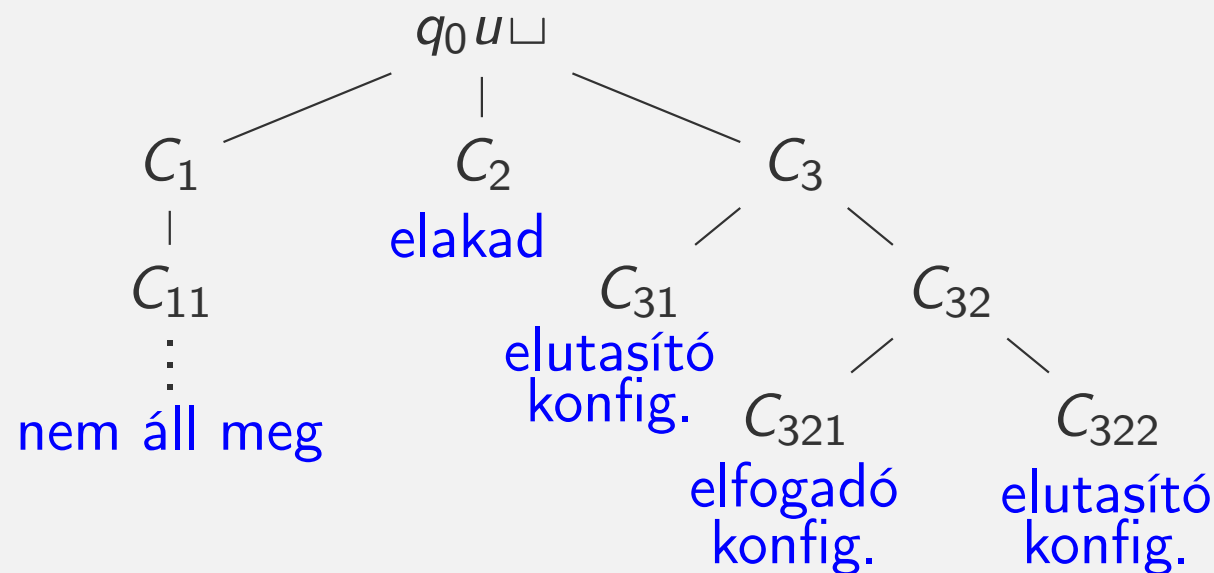 q₀u⊔
C₁ C₂ C₃
elakad
C₁₁ C₃₁ C₃₂
elutasító
konfig.
nem áll meg
C₃₂₁ C₃₂₂
elfogadó elutasító
konfig. konfig.